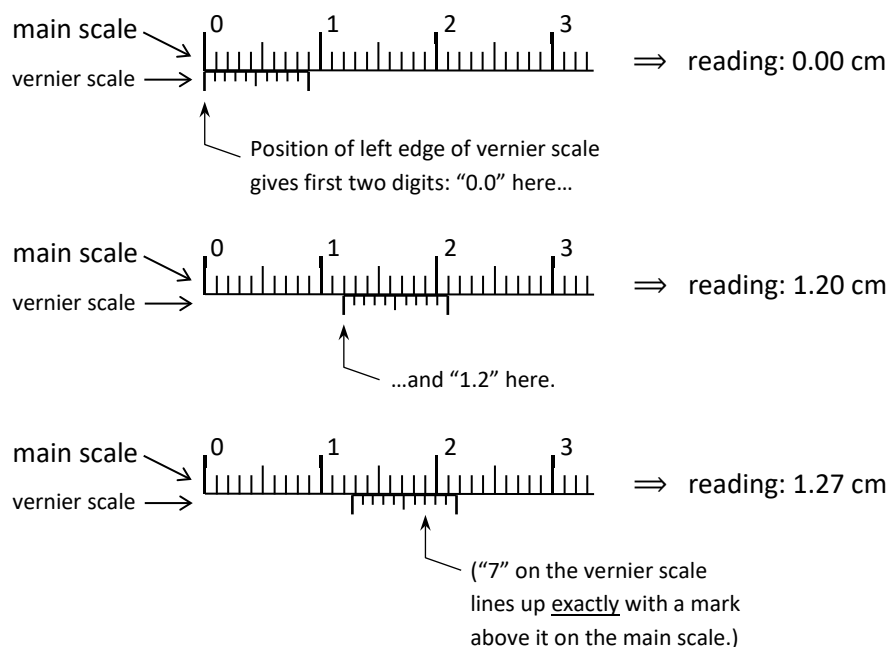 0 1 2 3
main scale
vernier scale
⇒ reading: 0.00 cm
Position of left edge of vernier scale
gives first two digits: “0.0” here…
0 1 2 3
main scale
vernier scale
⇒ reading: 1.20 cm
…and “1.2” here.
0 1 2 3
main scale
vernier scale
⇒ reading: 1.27 cm
(“7” on the vernier scale
lines up exactly with a mark
above it on the main scale.)